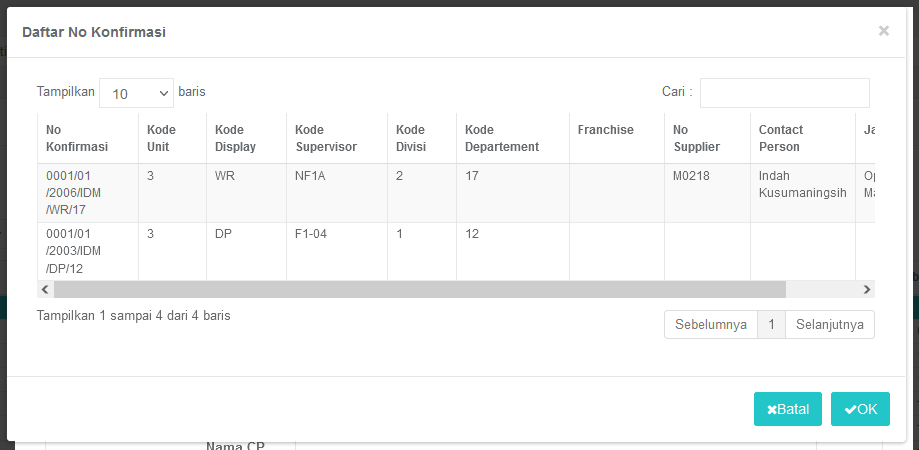 Daftar No Konfirmasi ×
Tampilkan 10 baris Cari :
No Konfirmasi Kode Unit Kode Display Kode Supervisor Kode Divisi Kode Departement Franchise No Supplier Contact Person Ja
0001/01 3 WR NF1A 2 17 M0218 Indah Op
/2006/IDM Kusumaningsih Ma
/WR/17
0001/01 3 DP F1-04 1 12
/2003/IDM
/DP/12
Tampilkan 1 sampai 4 dari 4 baris Sebelumnya 1 Selanjutnya
Batal OK
Nama CP